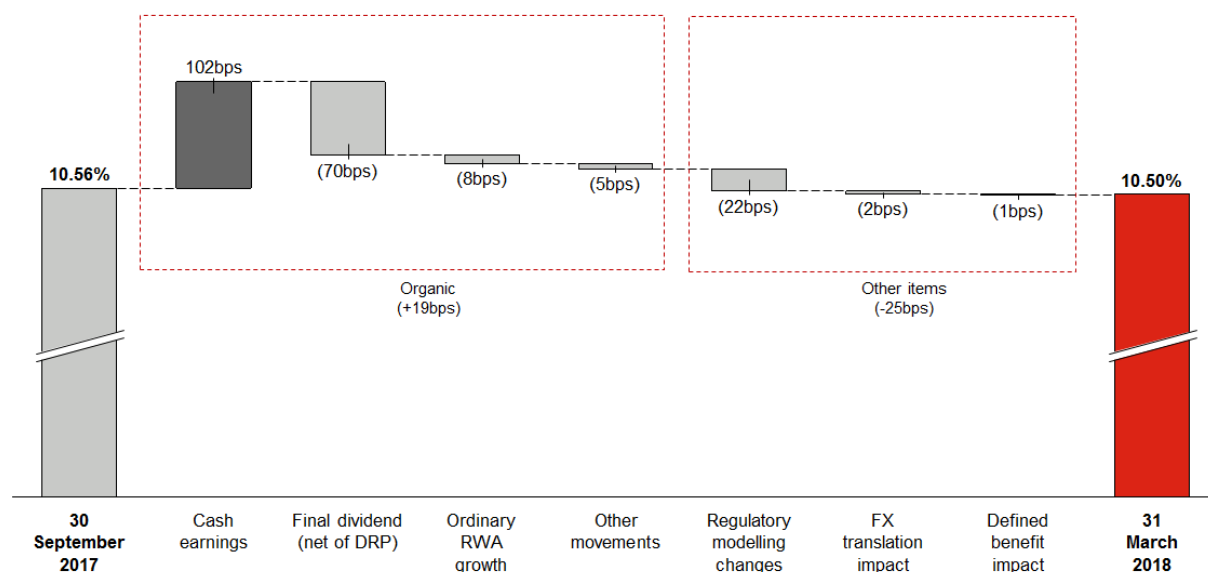 102bps
10.56%
(70bps)
(8bps)
(5bps)
(22bps)
(2bps)
(1bps)
10.50%
Organic
(+19bps)
Other items
(-25bps)
30
September
2017
Cash
earnings
Final dividend
(net of DRP)
Ordinary
RWA
growth
Other
movements
Regulatory
modelling
changes
FX
translation
impact
Defined
benefit
impact
31
March
2018